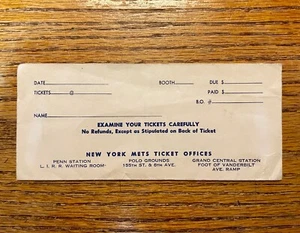 DATE BOOTH DUE $
TICKETS @ $ PAID $
B.O. #
NAME
EXAMINE YOUR TICKETS CAREFULLY
No Refunds, Except as Stipulated on Back of Ticket
NEW YORK METS TICKET OFFICES
PENN STATION POLO GROUNDS GRAND CENTRAL STATION
L. I. R. R. WAITING ROOM 155TH ST. & 8TH AVE. FOOT OF VANDERBILT
AVE. RAMP